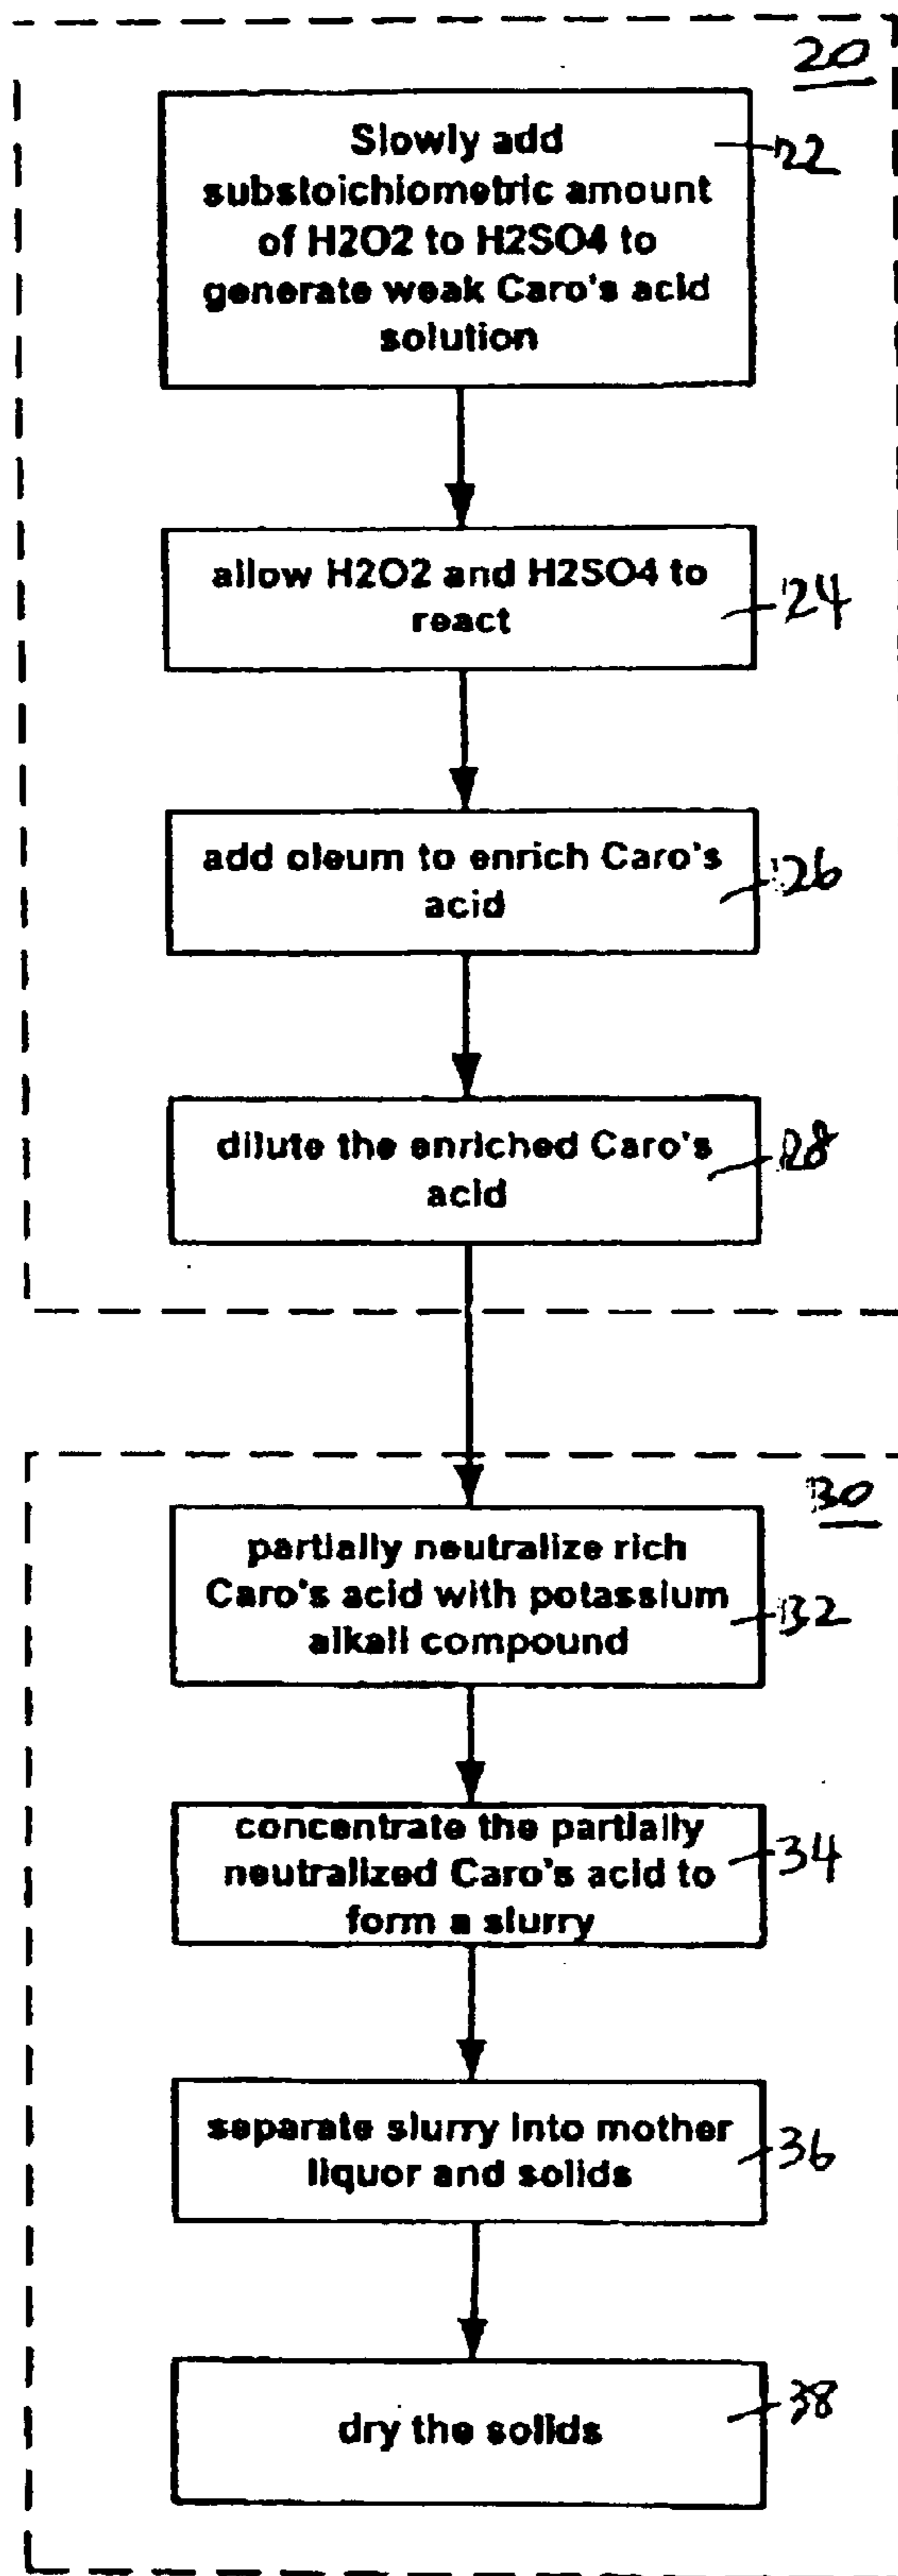 20
Slowly add
substoichiometric amount
of H2O2 to H2SO4 to
generate weak Caro's acid
solution
22
allow H2O2 and H2SO4 to
react
24
add oleum to enrich Caro's
acid
26
dilute the enriched Caro's
acid
28
30
partially neutralize rich
Caro's acid with potassium
alkali compound
32
concentrate the partially
neutralized Caro's acid to
form a slurry
34
separate slurry into mother
liquor and solids
36
dry the solids
38